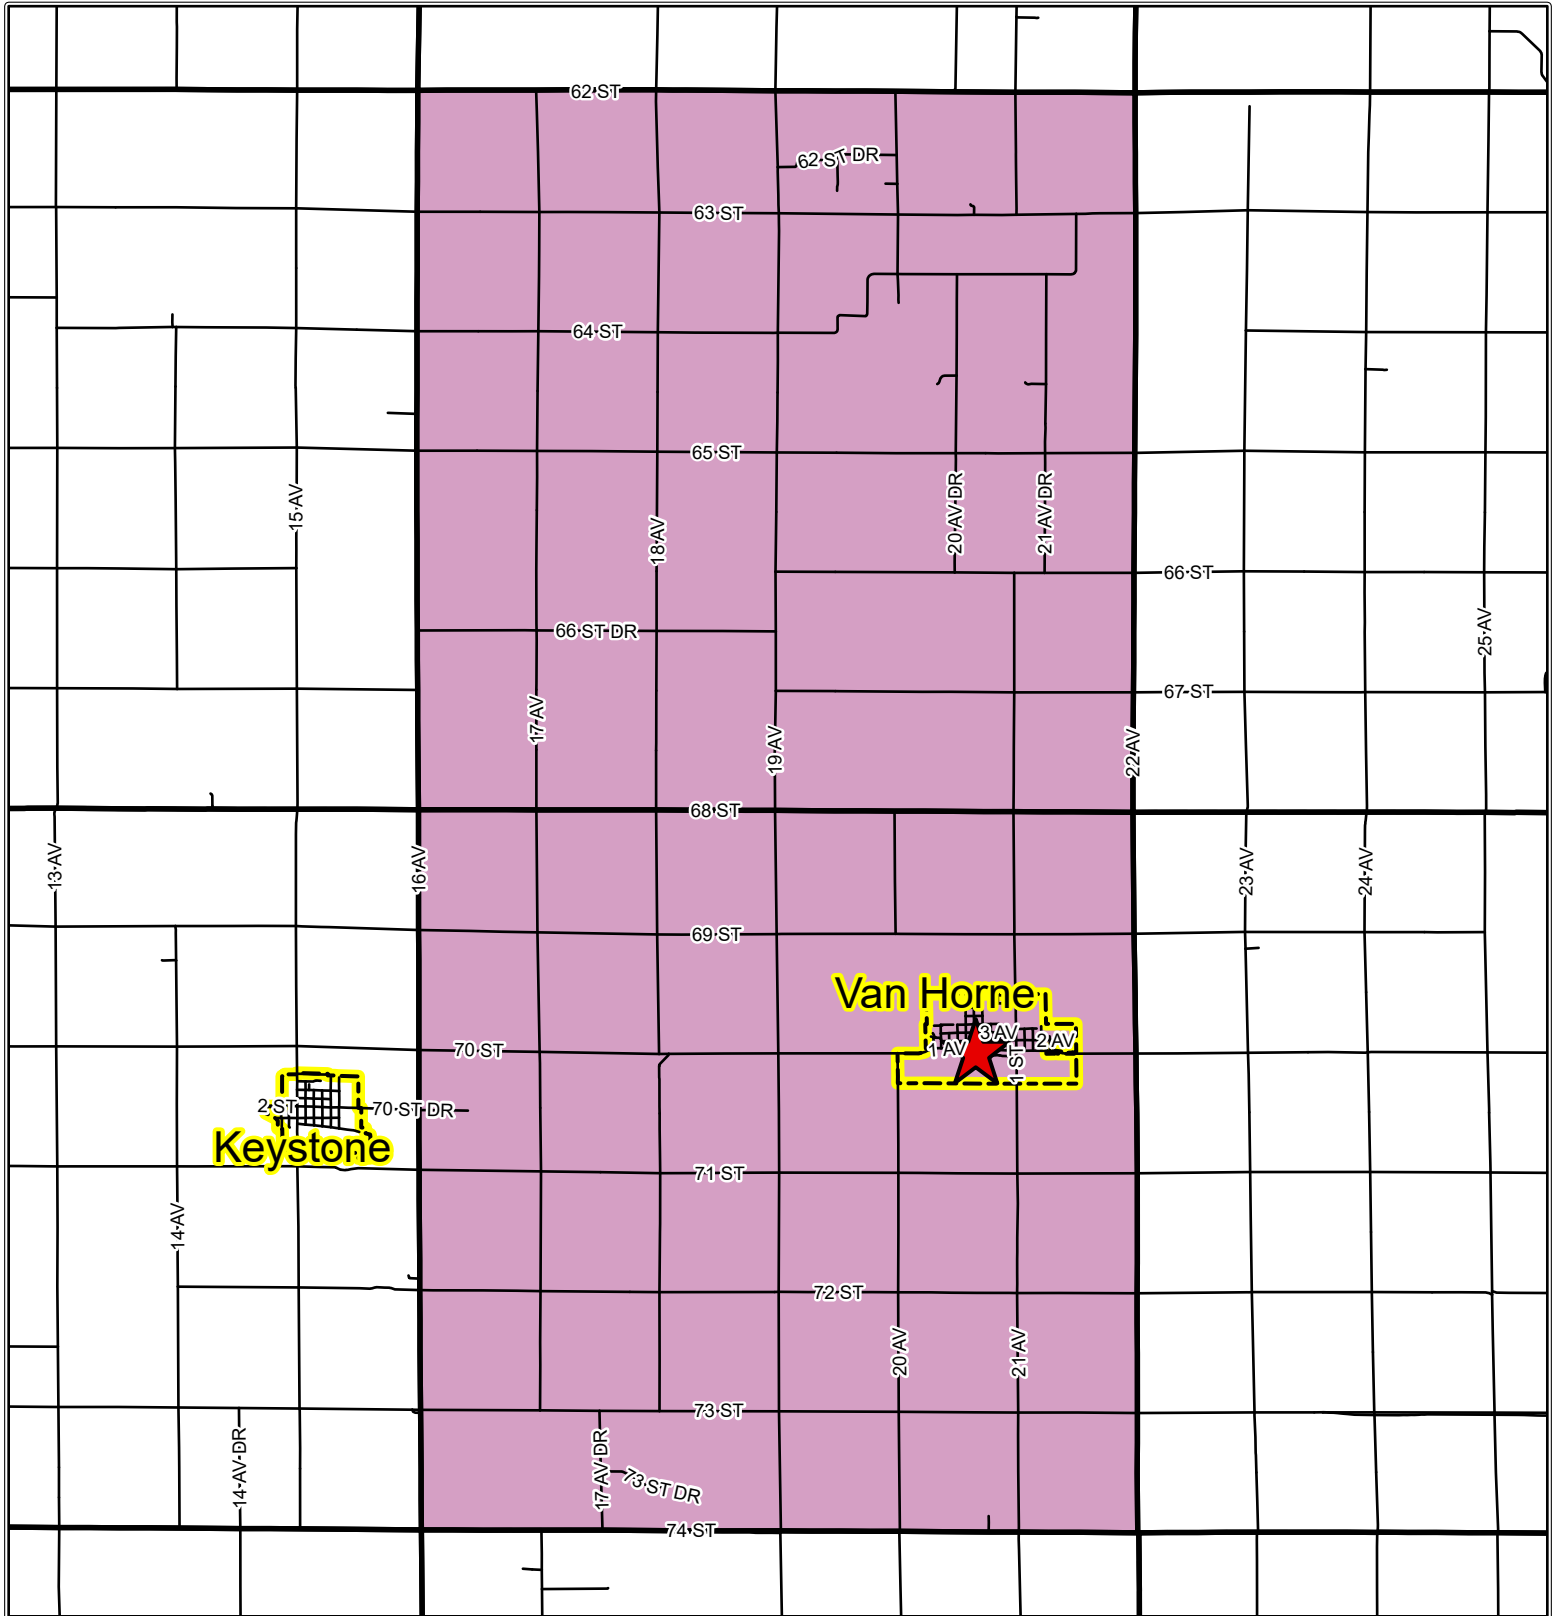 62 ST
62 ST DR
63 ST
64 ST
65 ST
15 AV
18 AV
20 AV DR
21 AV DR
66 ST
66 ST DR
25 AV
67 ST
17 AV
19 AV
22 AV
68 ST
13 AV
16 AV
23 AV
24 AV
69 ST
Van Horne
3 AV
1 AV
2 AV
1 ST
70 ST
2 ST
70 ST DR
Keystone
71 ST
14 AV
72 ST
20 AV
21 AV
73 ST
14 AV DR
17 AV DR
73 ST DR
74 ST